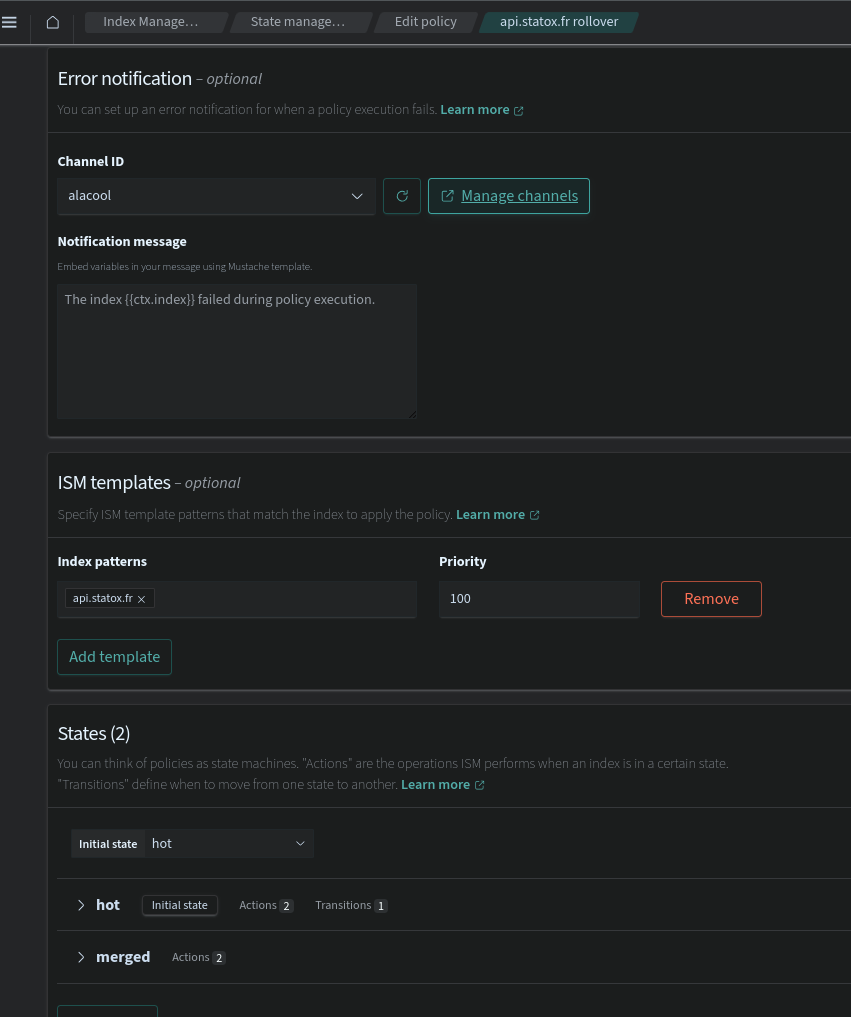 Index Manage… State manage… Edit policy api.statox.fr rollover
Error notification – optional
You can set up an error notification for when a policy execution fails. Learn more
Channel ID
alacool Manage channels
Notification message
Embed variables in your message using Mustache template.
The index {{ctx.index}} failed during policy execution.
ISM templates – optional
Specify ISM template patterns that match the index to apply the policy. Learn more
Index patterns Priority
api.statox.fr 100 Remove
Add template
States (2)
You can think of policies as state machines. "Actions" are the operations ISM performs when an index is in a certain state.
"Transitions" define when to move from one state to another. Learn more
Initial state hot
hot Initial state Actions 2 Transitions 1
merged Actions 2